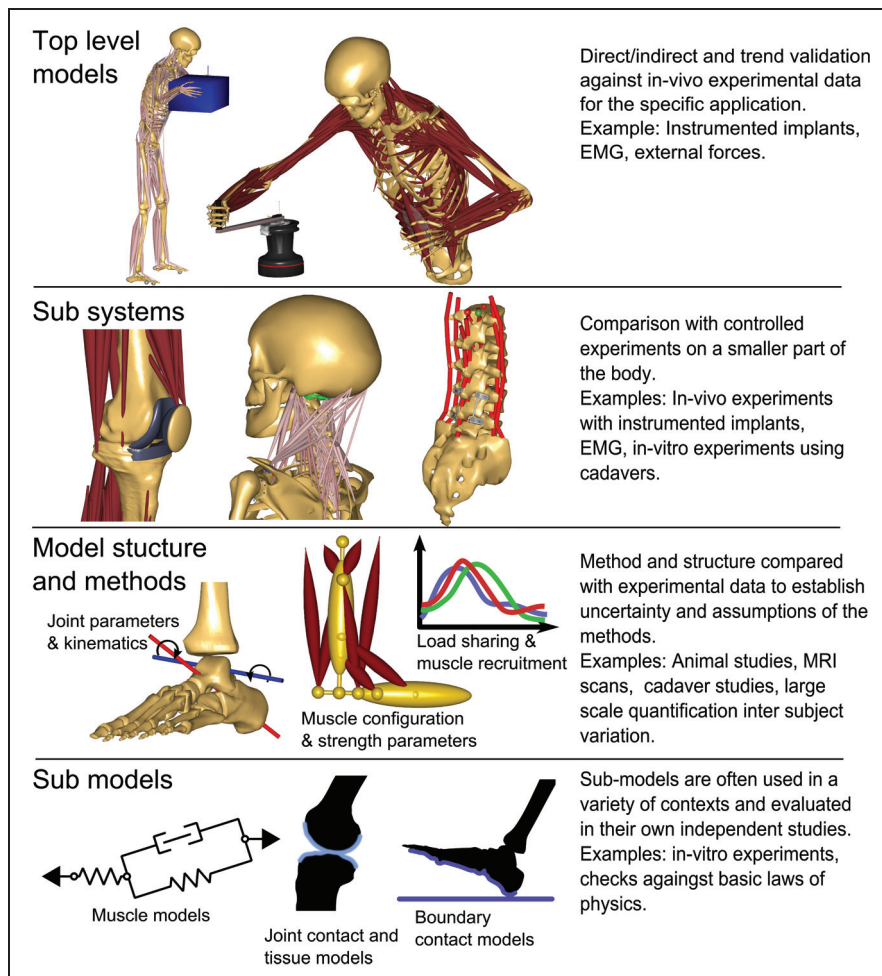 Top level
models
Direct/indirect and trend validation
against in-vivo experimental data
for the specific application.
Example: Instrumented implants,
EMG, external forces.
Sub systems
Comparison with controlled
experiments on a smaller part of
the body.
Examples: In-vivo experiments
with instrumented implants,
EMG, in-vitro experiments using
cadavers.
Model stucture
and methods
Joint parameters
& kinematics
Muscle configuration
& strength parameters
Load sharing &
muscle recruitment
Method and structure compared
with experimental data to establish
uncertainty and assumptions of the
methods.
Examples: Animal studies, MRI
scans, cadaver studies, large
scale quantification inter subject
variation.
Sub models
Muscle models
Joint contact and
tissue models
Boundary
contact models
Sub-models are often used in a
variety of contexts and evaluated
in their own independent studies.
Examples: in-vitro experiments,
checks againgst basic laws of
physics.